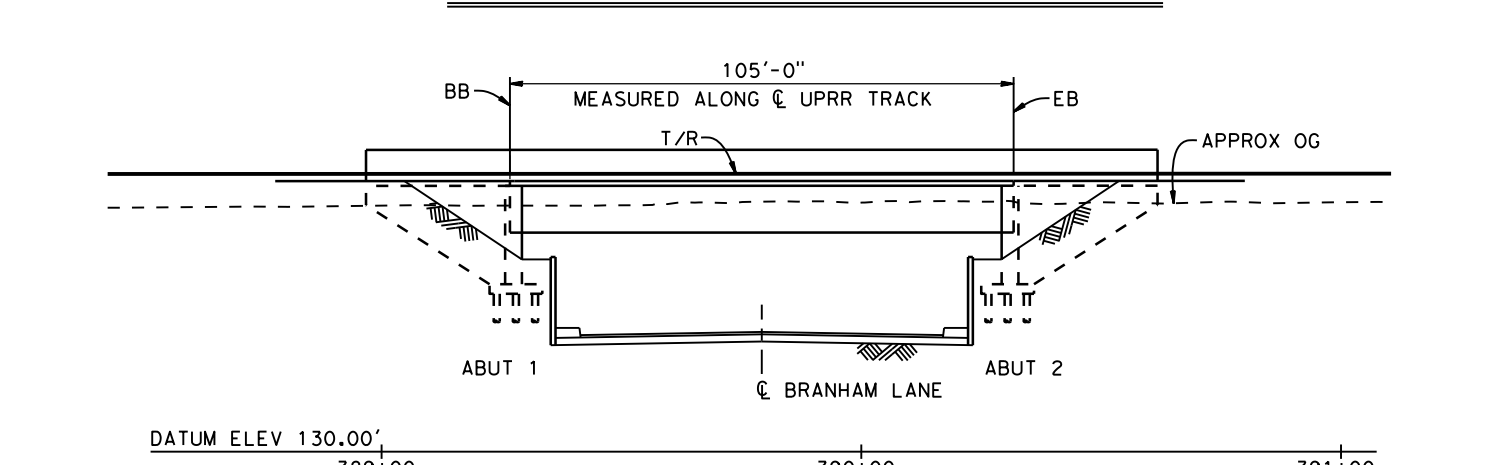 105'-0"
BB
MEASURED ALONG ℄ UPRR TRACK
EB
T/R
APPROX OG
ABUT 1
ABUT 2
℄ BRANHAM LANE
DATUM ELEV 130.00'